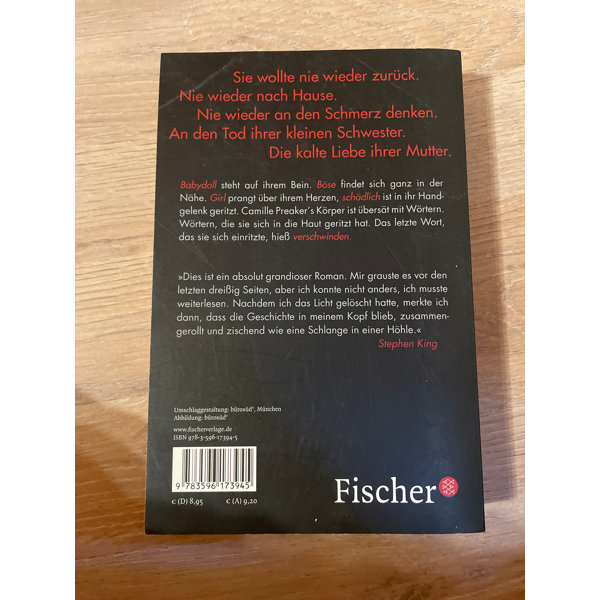 Sie wollte nie wieder zurück.
Nie wieder nach Hause.
Nie wieder an den Schmerz denken.
An den Tod ihrer kleinen Schwester.
Die kalte Liebe ihrer Mutter.
Babydoll steht auf ihrem Bein. Böse findet sich ganz in der
Nähe. Girl prangt über ihrem Herzen, schädlich ist in ihr Hand-
gelenk geritzt. Camille Preaker's Körper ist übersät mit Wörtern.
Wörtern, die sie sich in die Haut geritzt hat. Das letzte Wort,
das sie sich einritzte, hieß verschwinden.
»Dies ist ein absolut grandioser Roman. Mir grauste es vor den
letzten dreißig Seiten, aber ich konnte nicht anders, ich musste
weiterlesen. Nachdem ich das Licht gelöscht hatte, merkte ich
dann, dass die Geschichte in meinem Kopf blieb, zusammen-
gerollt und zischend wie eine Schlange in einer Höhle.«
Stephen King
Umschlaggestaltung: bürosüd°, München
Abbildung: bürosüd°
www.fischerverlage.de
ISBN 978-3-596-17394-5
9 783596 173945
€ (D) 8,95 € (A) 9,20
Fischer